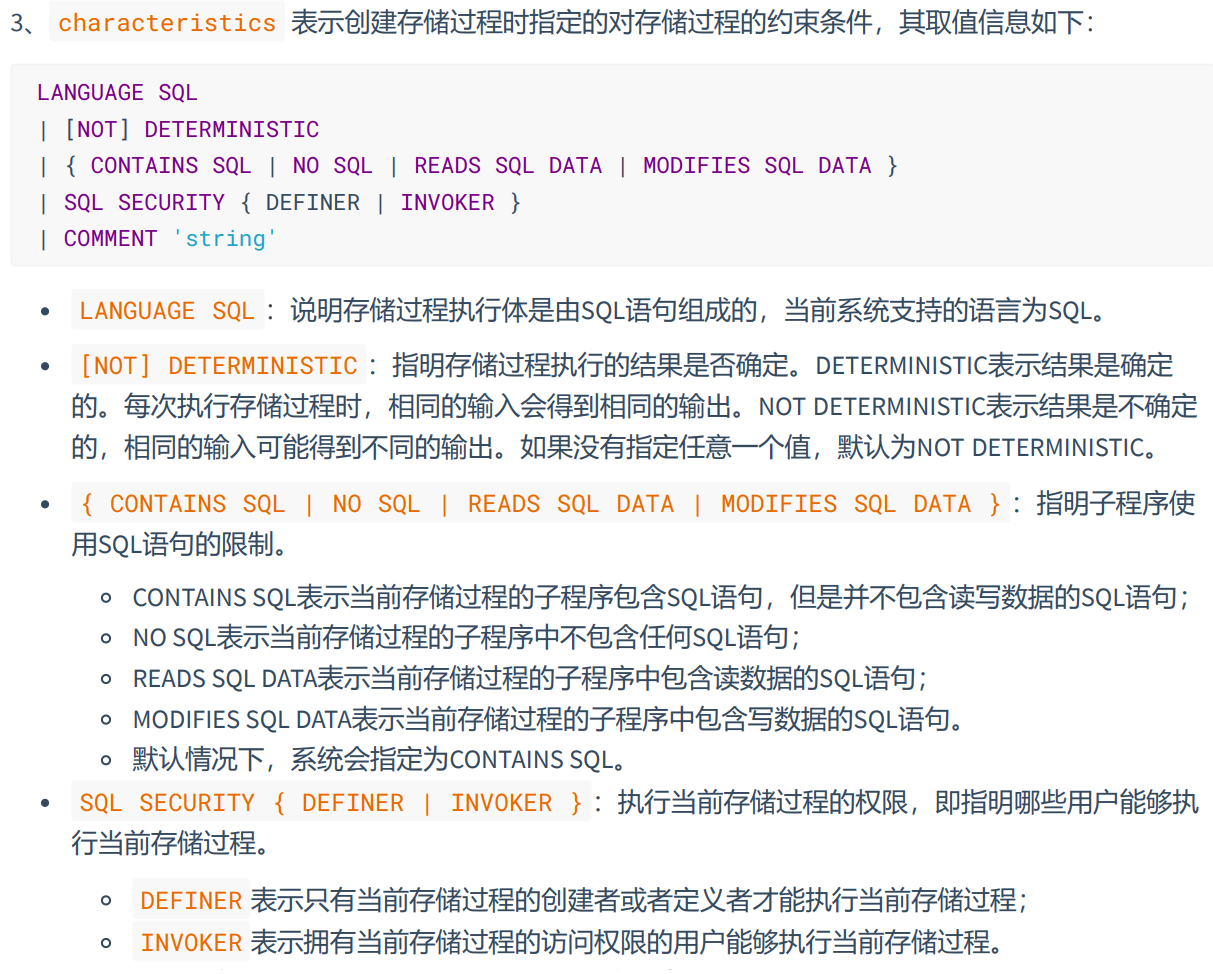 3、characteristics 表示创建存储过程时指定的对存储过程的约束条件，其取值信息如下：
LANGUAGE SQL
| [NOT] DETERMINISTIC
| { CONTAINS SQL | NO SQL | READS SQL DATA | MODIFIES SQL DATA }
| SQL SECURITY { DEFINER | INVOKER }
| COMMENT 'string'
• LANGUAGE SQL：说明存储过程执行体是由SQL语句组成的，当前系统支持的语言为SQL。
• [NOT] DETERMINISTIC：指明存储过程执行的结果是否确定。DETERMINISTIC表示结果是确定
的。每次执行存储过程时，相同的输入会得到相同的输出。NOT DETERMINISTIC表示结果是不确定
的，相同的输入可能得到不同的输出。如果没有指定任意一个值，默认为NOT DETERMINISTIC。
• { CONTAINS SQL | NO SQL | READS SQL DATA | MODIFIES SQL DATA }：指明子程序使
用SQL语句的限制。
◦ CONTAINS SQL表示当前存储过程的子程序包含SQL语句，但是并不包含读写数据的SQL语句；
◦ NO SQL表示当前存储过程的子程序中不包含任何SQL语句；
◦ READS SQL DATA表示当前存储过程的子程序中包含读数据的SQL语句；
◦ MODIFIES SQL DATA表示当前存储过程的子程序中包含写数据的SQL语句。
◦ 默认情况下，系统会指定为CONTAINS SQL。
• SQL SECURITY { DEFINER | INVOKER }：执行当前存储过程的权限，即指明哪些用户能够执
行当前存储过程。
◦ DEFINER表示只有当前存储过程的创建者或者定义者才能执行当前存储过程；
◦ INVOKER表示拥有当前存储过程的访问权限的用户能够执行当前存储过程。